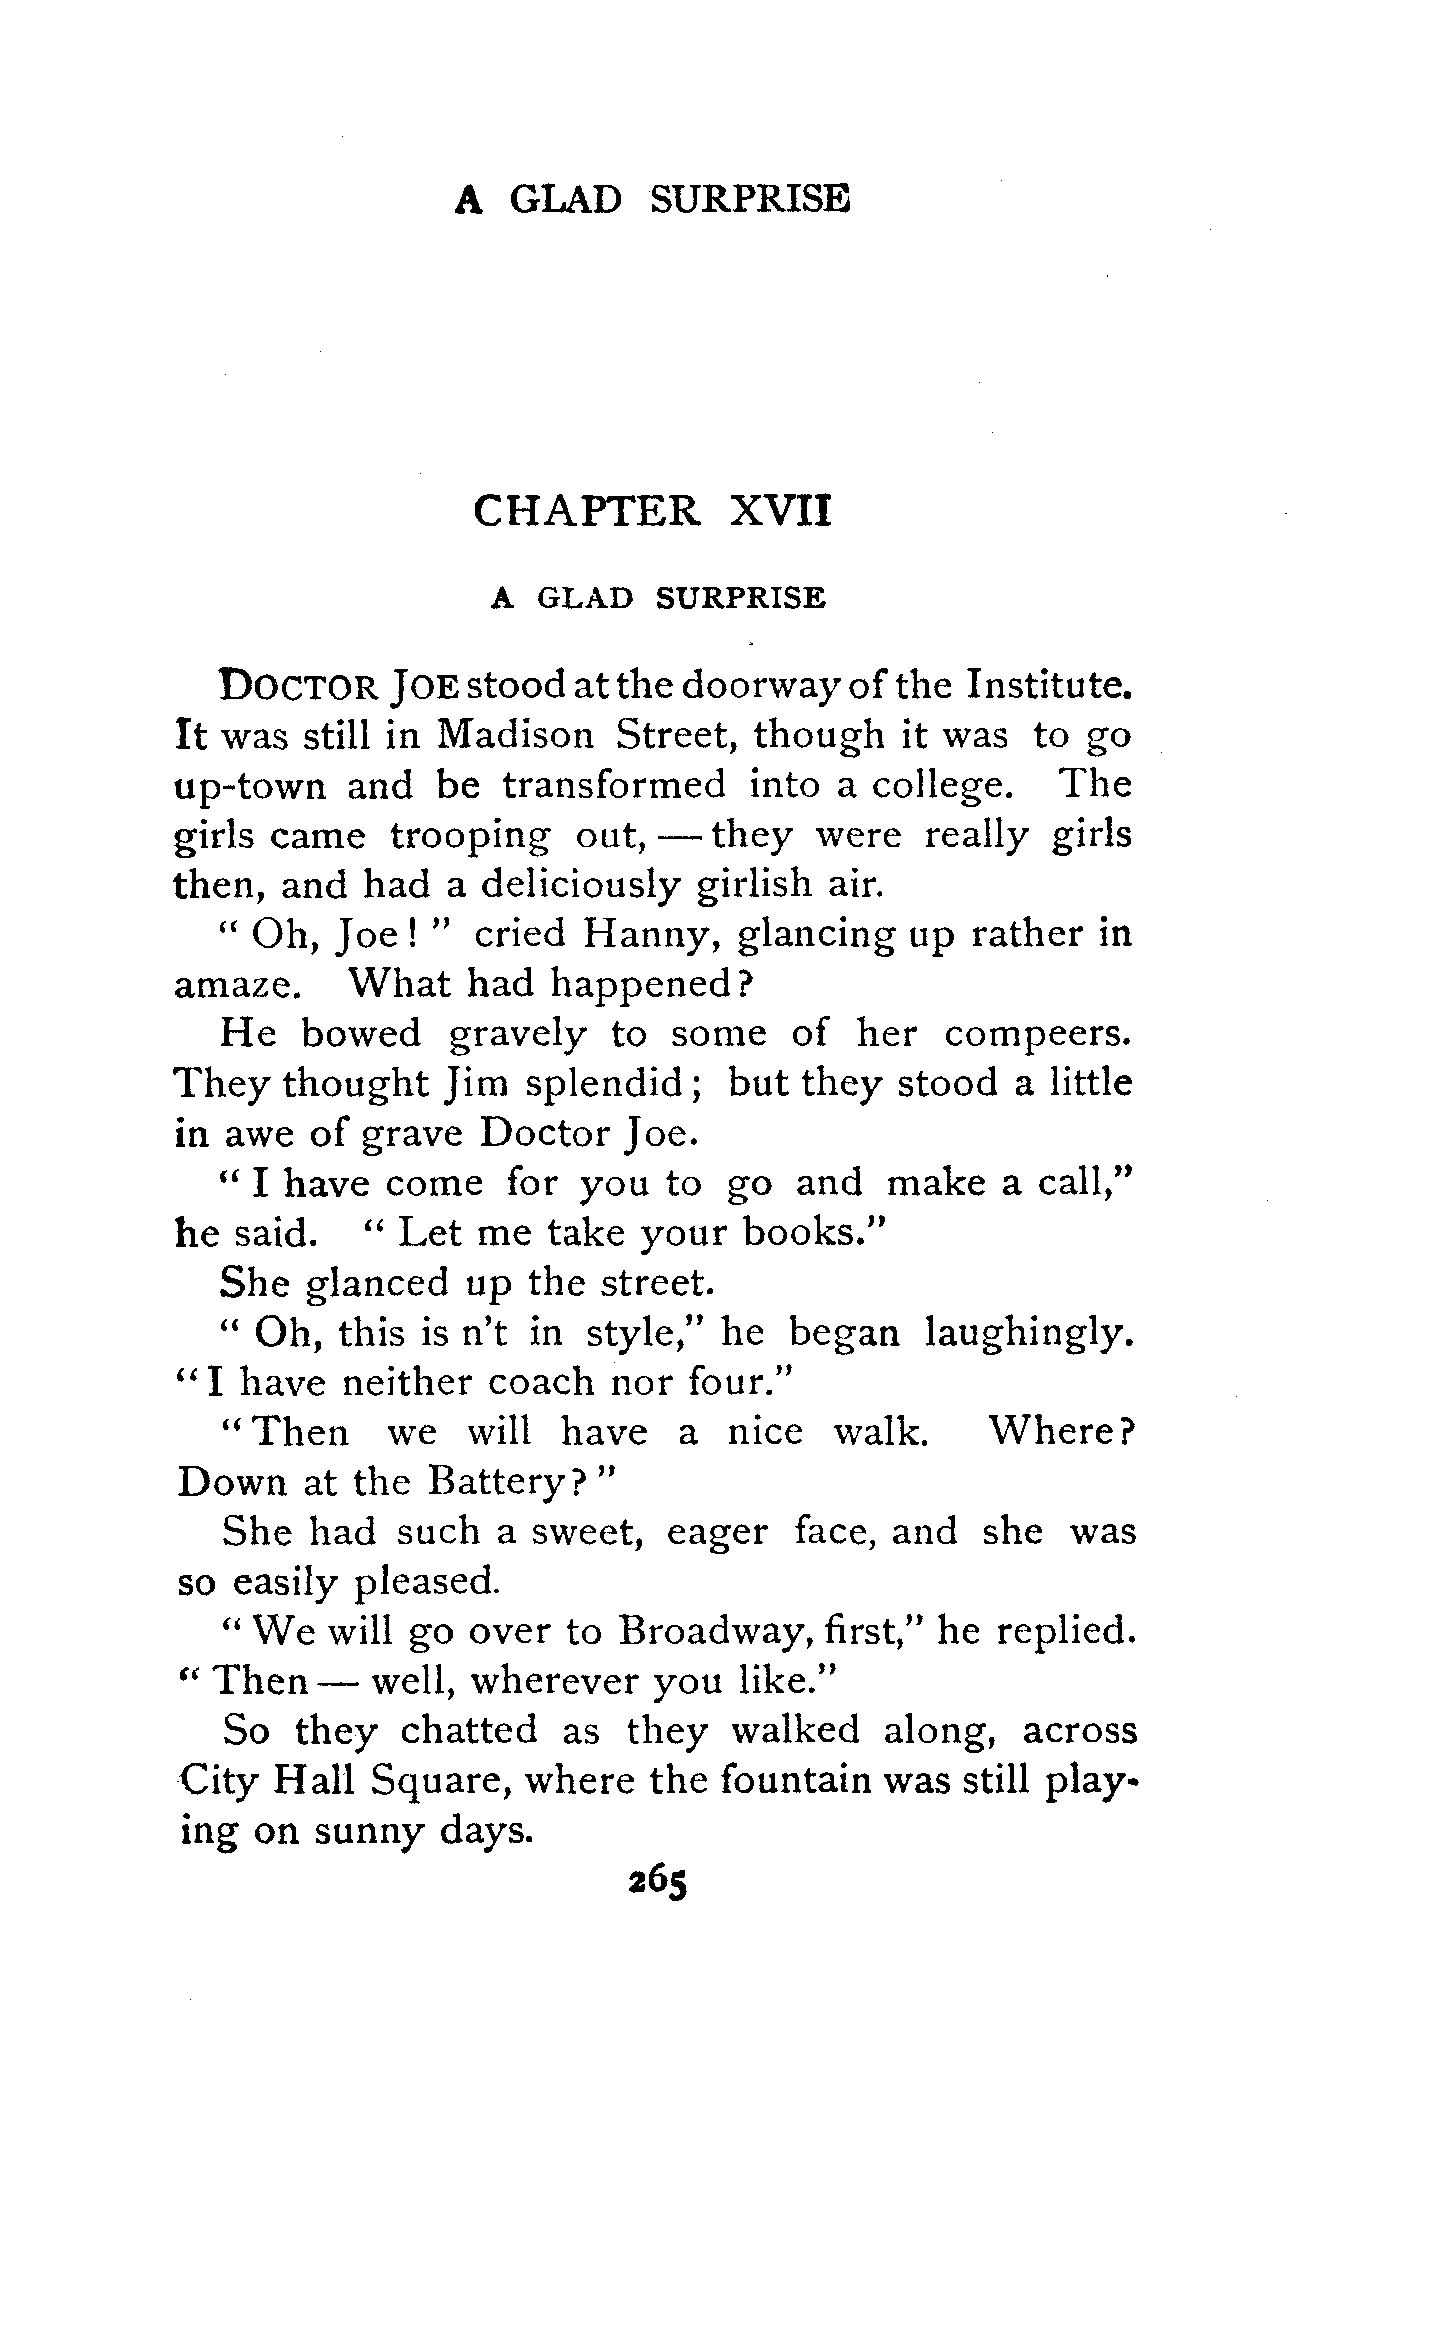 A GLAD SURPRISE
CHAPTER XVII
A GLAD SURPRISE
DOCTOR JOE stood at the doorway of the Institute.
It was still in Madison Street, though it was to go
up-town and be transformed into a college. The
girls came trooping out, — they were really girls
then, and had a deliciously girlish air.
“ Oh, Joe! ” cried Hanny, glancing up rather in
amaze. What had happened?
He bowed gravely to some of her compeers.
They thought Jim splendid; but they stood a little
in awe of grave Doctor Joe.
“ I have come for you to go and make a call,”
he said. “ Let me take your books.”
She glanced up the street.
“ Oh, this is n't in style,” he began laughingly.
“I have neither coach nor four.”
“Then we will have a nice walk. Where?
Down at the Battery? ”
She had such a sweet, eager face, and she was
so easily pleased.
“ We will go over to Broadway, first,” he replied.
“ Then — well, wherever you like.”
So they chatted as they walked along, across
City Hall Square, where the fountain was still play-
ing on sunny days.
265